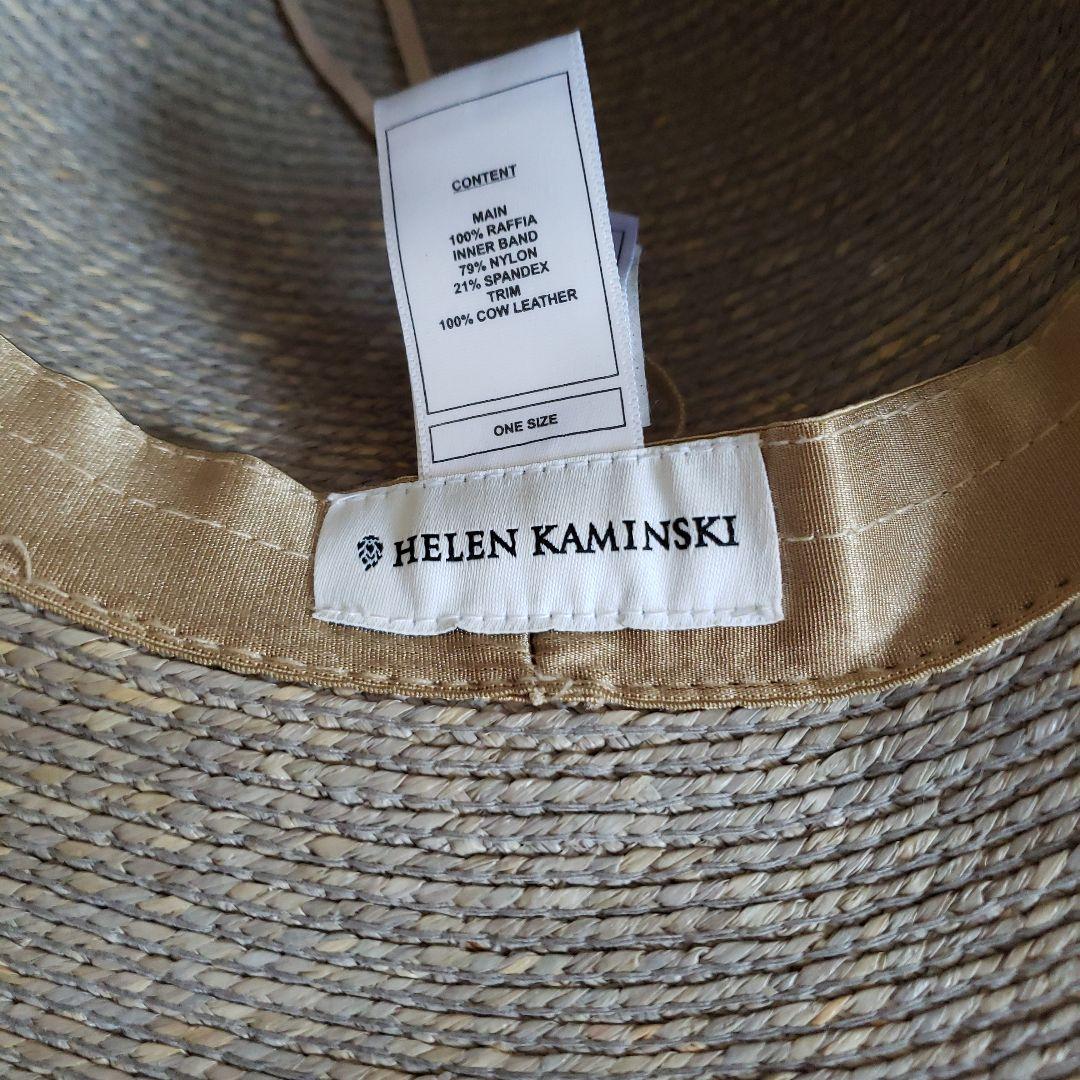 CONTENT
MAIN
100% RAFFIA
INNER BAND
79% NYLON
21% SPANDEX
TRIM
100% COW LEATHER
ONE SIZE
HELEN KAMINSKI